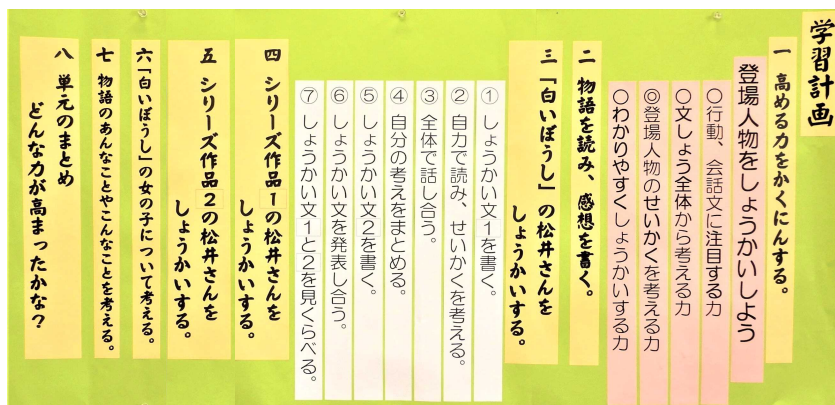 学習計画
一 高める力をかくにんする。
登場人物をしょうかいしよう
○行動、会話文に注目する力
○文しょう全体から考える力
◎登場人物のせいかくを考える力
○わかりやすくしょうかいする力
二 物語を読み、感想を書く。
三 「白いぼうし」の松井さんを
しょうかいする。
① しょうかい文1を書く。
② 自力で読み、せいかくを考える。
③ 全体で話し合う。
④ 自分の考えをまとめる。
⑤ しょうかい文2を書く。
⑥ しょうかい文を発表し合う。
⑦ しょうかい文1と2を見くらべる。
四 シリーズ作品1の松井さんを
しょうかいする。
五 シリーズ作品2の松井さんを
しょうかいする。
六 「白いぼうし」の女の子について考える。
七 物語のあんなことやこんなことを考える。
八 単元のまとめ
どんな力が高まったかな？